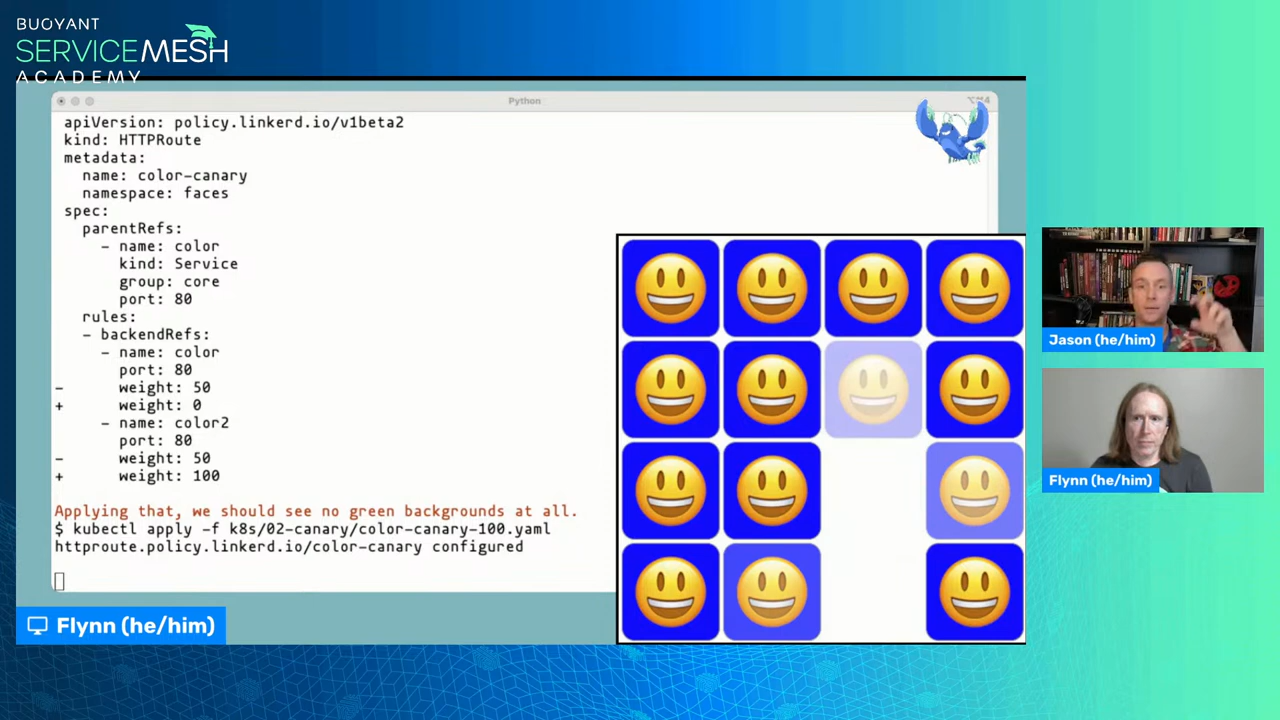 BUOYANT
SERVICEMESH
ACADEMY
Python
⌥⌘4
apiVersion: policy.linkerd.io/v1beta2
kind: HTTPRoute
metadata:
name: color-canary
namespace: faces
spec:
parentRefs:
- name: color
kind: Service
group: core
port: 80
rules:
- backendRefs:
- name: color
port: 80
- weight: 50
+ weight: 0
- name: color2
port: 80
- weight: 50
+ weight: 100
Applying that, we should see no green backgrounds at all.
$ kubectl apply -f k8s/02-canary/color-canary-100.yaml
httproute.policy.linkerd.io/color-canary configured
Flynn (he/him)
Jason (he/him)
Flynn (he/him)